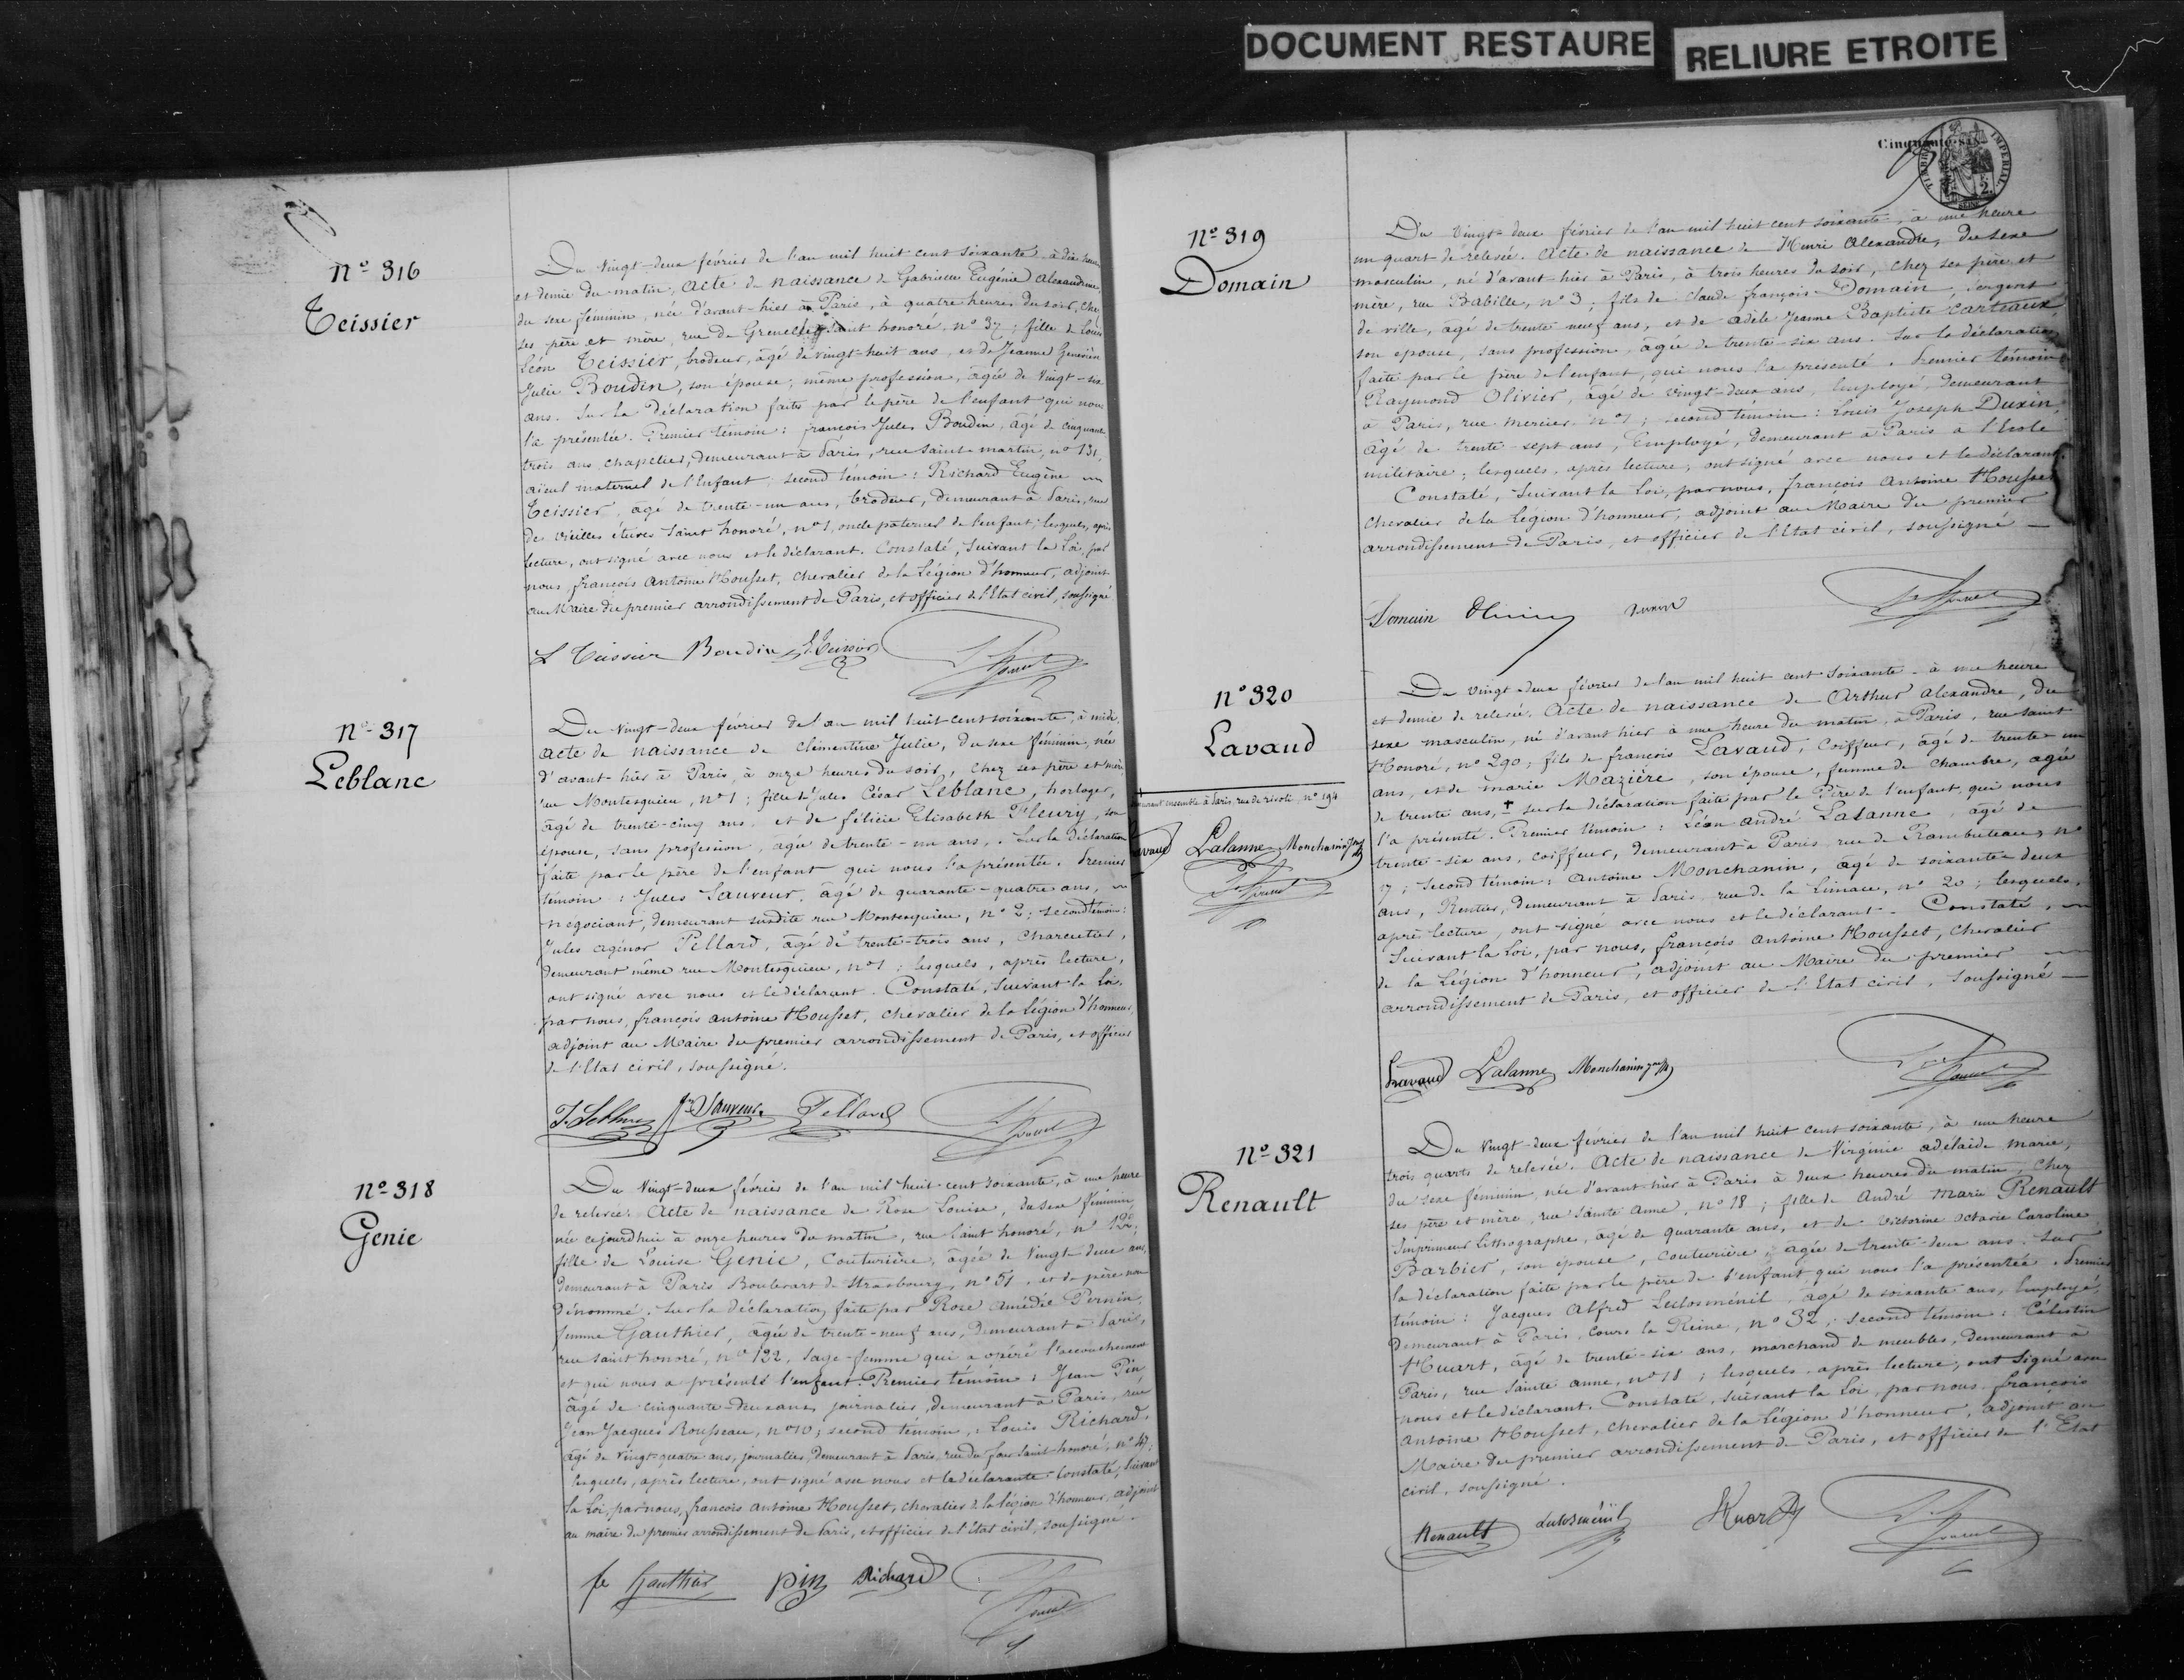 DOCUMENT RESTAURE
RELIURE ETROITE
nº 316
Teissier
Du vingt-deux février de l'an mil huit cent soixante, à dix heures
et demie du matin, acte de naissance de Gabrielle Eugénie Alexandrine,
du sexe féminin, née d'avant-hier à Paris, à quatre heures du soir, chez
ses père et mère, rue de Grenelle Saint honoré, nº 37; fille de Louis
Léon Teissier, brodeur, âgé de vingt-huit ans, et de Jeanne Geneviève
Julie Boudin, son épouse, même profession, âgée de vingt-six
ans. Sur la déclaration faite par le père de l'enfant qui nous
l'a présentée. Premier témoin: françois Jules Boudin, âgé de cinquante
trois ans, chapelier, demeurant à Paris, rue Saint-martin, nº 131,
aïeul maternel de l'enfant; second témoin: Richard Eugène
Teissier, âgé de trente-un ans, brodeur, demeurant à Paris, rue
des vieilles étuves Saint honoré, nº 1, oncle paternel de l'enfant; lesquels, après
lecture, ont signé avec nous et le déclarant. Constaté, suivant la Loi, par
nous, françois antoine Housset, chevalier de la Légion d'honneur, adjoint
au Maire du premier arrondissement de Paris, et officier de l'Etat civil, soussigné
L Teissier Boudin E. Teissier
nº 317
Leblanc
Du vingt-deux février de l'an mil huit cent soixante, à midi,
acte de naissance de clémentine Julie, du sexe féminin, née
d'avant-hier à Paris, à onze heures du soir, chez ses père et mère,
rue Montesquieu, nº 1; fille de Jules César Leblanc, horloger,
âgé de trente-cinq ans, et de félicie Elisabeth Fleury, son
épouse, sans profession, âgée de trente-un ans. Sur la déclaration
faite par le père de l'enfant qui nous l'a présentée. Premier
témoin: Jules Sauveur, âgé de quarante-quatre ans,
négociant, demeurant susdite rue Montesquieu, nº 2; second témoin:
Jules agénor Pellard, âgé de trente-trois ans, charcutier,
demeurant même rue Montesquieu, nº 1; lesquels, après lecture,
ont signé avec nous et le déclarant. Constaté, suivant la Loi,
par nous, françois antoine Housset, chevalier de la Légion d'honneur,
adjoint au Maire du premier arrondissement de Paris, et officier
de l'Etat civil, soussigné.
J. Leblanc Sauveur Pellard
nº 318
Genie
Du vingt-deux février de l'an mil huit cent soixante, à une heure
de relevée. Acte de naissance de Rose Louise, du sexe féminin
née cejourdhui à onze heures du matin, rue Saint honoré, nº 122;
fille de Louise Genie, couturière, âgée de vingt deux ans,
demeurant à Paris Boulevart de Strasbourg, nº 51, et de père non
dénommé. Sur la déclaration faite par Rose amédée Pernin,
femme Gauthier, âgée de trente-neuf ans, demeurant à Paris,
rue saint honoré, nº 122, sage-femme qui a opéré l'accouchement
et qui nous a présenté l'enfant. Premier témoin: Jean Pin
âgé de cinquante-deux ans, journalier, demeurant à Paris, rue
Jean Jacques Rousseau, nº 10; second témoin: Louis Richard,
âgé de vingt-quatre ans, journalier, demeurant à Paris, rue du fau Saint honoré, nº 47;
lesquels, après lecture, ont signé avec nous et la déclarante. Constaté, suivant
la Loi, par nous, françois antoine Housset, chevalier de la légion d'honneur, adjoint
au maire du premier arrondissement de Paris, et officier de l'état civil, soussigné.
fe Gauthier pin Richard
Cinquante-six
TIMBRE IMPERIAL
2.
SEINE
nº 319
Domain
Du vingt-deux février de l'an mil huit cent soixante, à une heure
un quart de relevée. Acte de naissance de Henri Alexandre, du sexe
masculin, né d'avant-hier à Paris, à trois heures du soir, chez ses père et
mère, rue Babille, nº 3; fils de claude françois Domain, sergent
de ville, âgé de trente neuf ans, et de adèle Jeanne Baptiste Carteaux,
son épouse, sans profession, âgée de trente-six ans. Sur la déclaration
faite par le père de l'enfant, qui nous l'a présenté. Premier témoin
Raymond Olivier, âgé de vingt-deux ans, employé, demeurant
à Paris, rue mercier nº 7; second témoin: Louis Joseph Duxin,
âgé de trente-sept ans, Employé, demeurant à Paris à l'Ecole
militaire; lesquels, après lecture, ont signé avec nous et le déclarant.
Constaté, suivant la Loi, par nous, françois antoine Housset
chevalier de la Légion d'honneur, adjoint au Maire du premier
arrondissement de Paris, et officier de l'Etat civil, soussigné
Domain Olivier Duxin
nº 320
Lavaud
demeurant ensemble à Paris, rue de rivoli, nº 194
Lavaud Lalanne Monchanin
Du vingt-deux février de l'an mil huit cent soixante, à une heure
et demie de relevée. Acte de naissance de Arthur alexandre, du
sexe masculin, né d'avant hier à une heure du matin, à Paris, rue saint
Honoré, nº 290; fils de françois Lavaud, coiffeur, âgé de trente-un
ans, et de marie Mazière, son épouse, femme de chambre, âgée
de trente ans, + sur la déclaration faite par le Père de l'enfant, qui nous
l'a présenté. Premier témoin: Léon andré Lalanne, âgé de
trente-six ans, coiffeur, demeurant à Paris, rue de Rambuteau, nº
17; second témoin: Antoine Monchanin, âgé de soixante deux
ans, Rentier, demeurant à Paris rue de la Limace, nº 20; lesquels,
après lecture, ont signé avec nous et le déclarant. Constaté,
suivant la Loi, par nous, françois antoine Housset, chevalier
de la Légion d'honneur, adjoint au Maire du premier
arrondissement de Paris, et officier de l'Etat civil, soussigné
Lavaud Lalanne Monchanin
nº 321
Renault
Du vingt-deux février de l'an mil huit cent soixante, à une heure
trois quarts de relevée. Acte de naissance de Virginie adélaïde marie,
du sexe féminin, née d'avant-hier à Paris à deux heures du matin, chez
ses père et mère, rue sainte anne, nº 18; fille de André Marie Renault
Imprimeur Lithographe, âgé de quarante ans, et de victorine octavie Caroline
Barbier, son épouse, couturière, âgée de trente-deux ans. Sur
la déclaration faite par le père de l'enfant qui nous l'a présentée. Premier
témoin: Jacques Alfred Lutosménil, âgé de soixante ans, Employé,
demeurant à Paris, Cours la Reine, nº 32; second témoin: Célestin
Huart, âgé de trente-six ans, marchand de meubles, demeurant à
Paris, rue Sainte anne, nº 18; lesquels, après lecture, ont signé avec
nous et le déclarant. Constaté, suivant la Loi, par nous, françois
Antoine Housset, chevalier de la Légion d'honneur, adjoint au
Maire du premier arrondissement de Paris, et officier de l'Etat
civil, soussigné.
Renault Lutosménil Huart